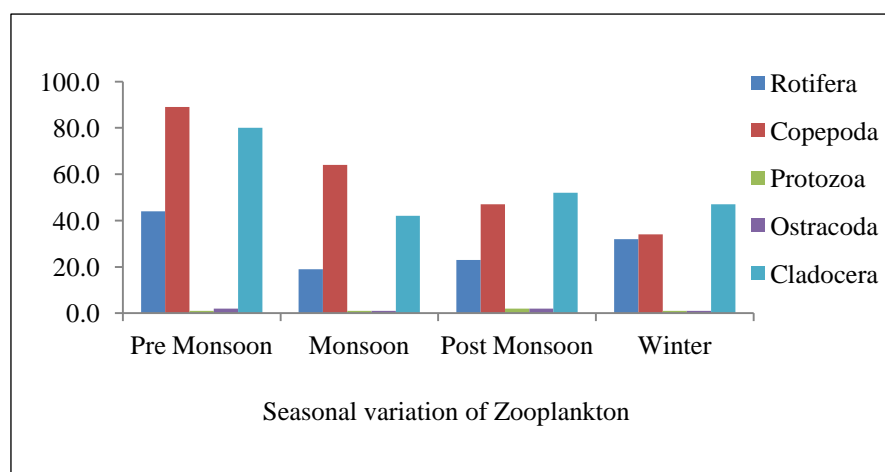 100.0
80.0
60.0
40.0
20.0
0.0
Pre Monsoon Monsoon Post Monsoon Winter
Seasonal variation of Zooplankton
Rotifera
Copepoda
Protozoa
Ostracoda
Cladocera